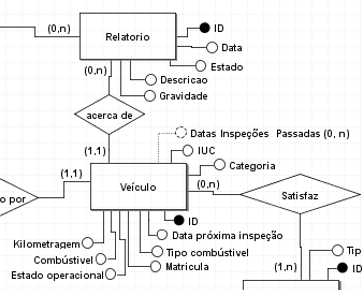 ID
(0,n)
Relatorio
Data
Estado
(0,n)
Descricao
Gravidade
acerca de
Datas Inspeções Passadas (0, n)
(1,1)
IUC
Categoria
(1,1)
Veículo
(0,n)
o por
Satisfaz
ID
Data próxima inspeção
Kilometragem
Tipo combústivel
Combústivel
Matricula
Estado operacional
(1,n)
Tip
ID